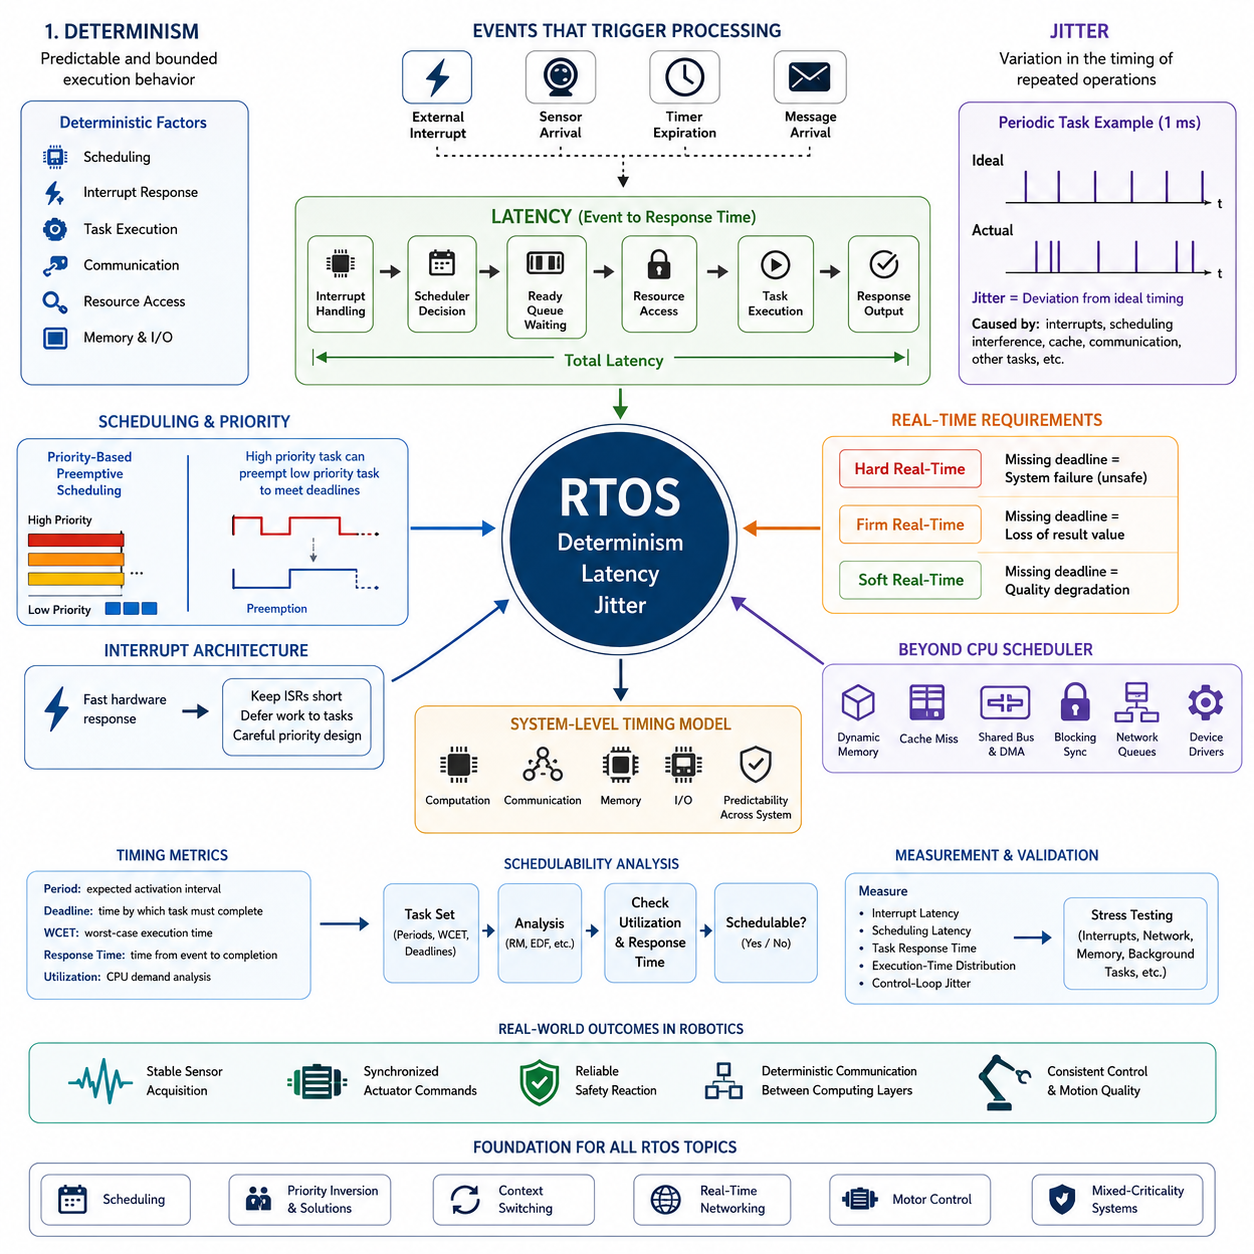 1. DETERMINISM
Predictable and bounded
execution behavior
Deterministic Factors
Scheduling
Interrupt Response
Task Execution
Communication
Resource Access
Memory & I/O
EVENTS THAT TRIGGER PROCESSING
External
Interrupt
Sensor
Arrival
Timer
Expiration
Message
Arrival
JITTER
Variation in the timing of
repeated operations
Periodic Task Example (1 ms)
Ideal
t
Actual
t
Jitter = Deviation from ideal timing
Caused by: interrupts, scheduling
interference, cache, communication,
other tasks, etc.
LATENCY (Event to Response Time)
Interrupt
Handling
Scheduler
Decision
Ready
Queue
Waiting
Resource
Access
Task
Execution
Response
Output
Total Latency
SCHEDULING & PRIORITY
Priority-Based
Preemptive
Scheduling
High Priority
...
Low Priority
High priority task can
preempt low priority task
to meet deadlines
Preemption
RTOS
Determinism
Latency
Jitter
REAL-TIME REQUIREMENTS
Hard Real-Time
Missing deadline =
System failure (unsafe)
Firm Real-Time
Missing deadline =
Loss of result value
Soft Real-Time
Missing deadline =
Quality degradation
INTERRUPT ARCHITECTURE
Fast hardware
response
Keep ISRs short
Defer work to tasks
Careful priority design
SYSTEM-LEVEL TIMING MODEL
Computation
Communication
Memory
I/O
Predictability
Across System
BEYOND CPU SCHEDULER
Dynamic
Memory
Cache Miss
Shared Bus
& DMA
Blocking
Sync
Network
Queues
Device
Drivers
TIMING METRICS
Period: expected activation interval
Deadline: time by which task must complete
WCET: worst-case execution time
Response Time: time from event to completion
Utilization: CPU demand analysis
SCHEDULABILITY ANALYSIS
Task Set
(Periods, WCET,
Deadlines)
Analysis
(RM, EDF, etc.)
Check
Utilization
& Response
Time
Schedulable?
(Yes / No)
MEASUREMENT & VALIDATION
Measure
• Interrupt Latency
• Scheduling Latency
• Task Response Time
• Execution-Time Distribution
• Control-Loop Jitter
Stress Testing
(Interrupts, Network,
Memory, Background
Tasks, etc.)
REAL-WORLD OUTCOMES IN ROBOTICS
Stable Sensor
Acquisition
Synchronized
Actuator Commands
Reliable
Safety Reaction
Deterministic Communication
Between Computing Layers
Consistent Control
& Motion Quality
FOUNDATION FOR ALL RTOS TOPICS
Scheduling
Priority Inversion
& Solutions
Context
Switching
Real-Time
Networking
Motor Control
Mixed-Criticality
Systems